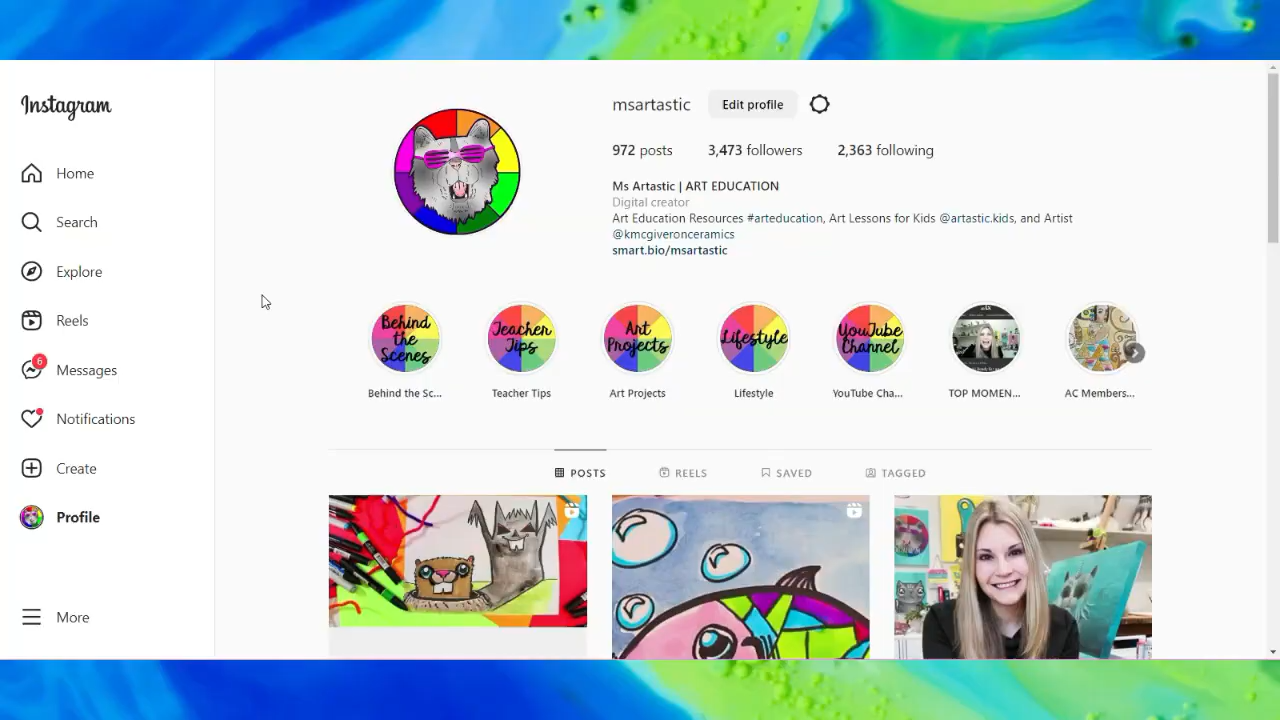 Instagram
Home
Search
Explore
Reels
6
Messages
Notifications
Create
Profile
More
msartastic Edit profile
972 posts 3,473 followers 2,363 following
Ms Artastic | ART EDUCATION
Digital creator
Art Education Resources #arteducation, Art Lessons for Kids @artastic.kids, and Artist
@kmcgiveronceramics
smart.bio/msartastic
Behind the Scenes
Teacher Tips
Art Projects
Lifestyle
YouTube Channel
Behind the Sc... Teacher Tips Art Projects Lifestyle YouTube Cha... TOP MOMEN... AC Members...
POSTS REELS SAVED TAGGED